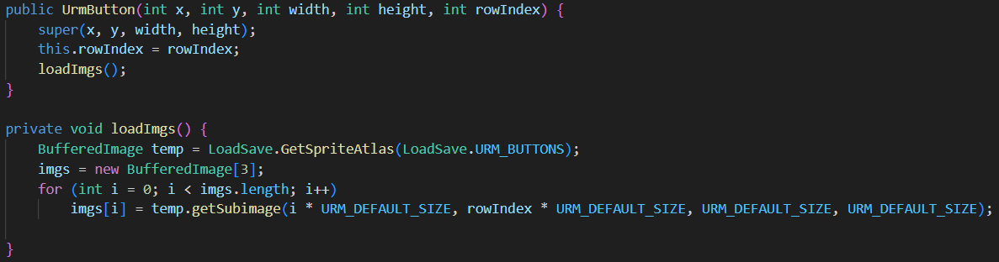 public UrmButton(int x, int y, int width, int height, int rowIndex) {
    super(x, y, width, height);
    this.rowIndex = rowIndex;
    loadImgs();
}

private void loadImgs() {
    BufferedImage temp = LoadSave.GetSpriteAtlas(LoadSave.URM_BUTTONS);
    imgs = new BufferedImage[3];
    for (int i = 0; i < imgs.length; i++)
        imgs[i] = temp.getSubimage(i * URM_DEFAULT_SIZE, rowIndex * URM_DEFAULT_SIZE, URM_DEFAULT_SIZE, URM_DEFAULT_SIZE);

}